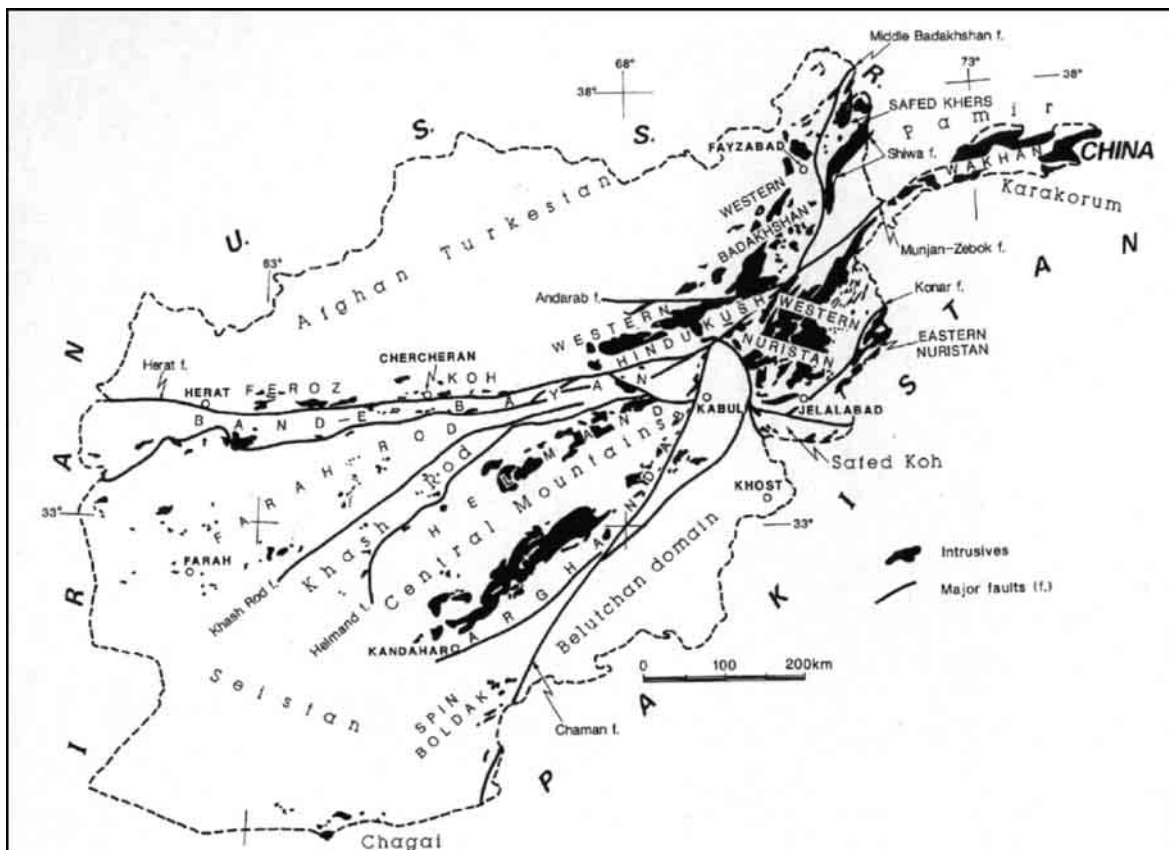 Middle Badakhshan f.
68°
38°
R.
73°
38°
SAFED KHERS
Pamir
S.
S.
FAYZABAD
Shiwa f.
WAKHAN
CHINA
Karakorum
WESTERN
BADAKHSHAN
Afghan Turkestan
U.
63°
Munjan-Zebok f.
N
A
Andarab f.
Konar f.
T
WESTERN
HINDU KUSH
WESTERN
NURISTAN
EASTERN
NURISTAN
N
Herat f.
CHERCHERAN
HERAT
FEROZ KOH
BAND-E BAYAN
KABUL
JELALABAD
S
A
FARAH ROD
Khash Rod
HELMAND
Central Mountains
Safed Koh
KHOST
I
33°
33°
FARAH
Intrusives
Major faults (f.)
R
Khash Rod f.
Helmand f.
ARGHANDAB
Belutchan domain
K
KANDAHAR
0 100 200km
Seistan
SPIN
BOLDAK
A
Chaman f.
I
P
Chagai